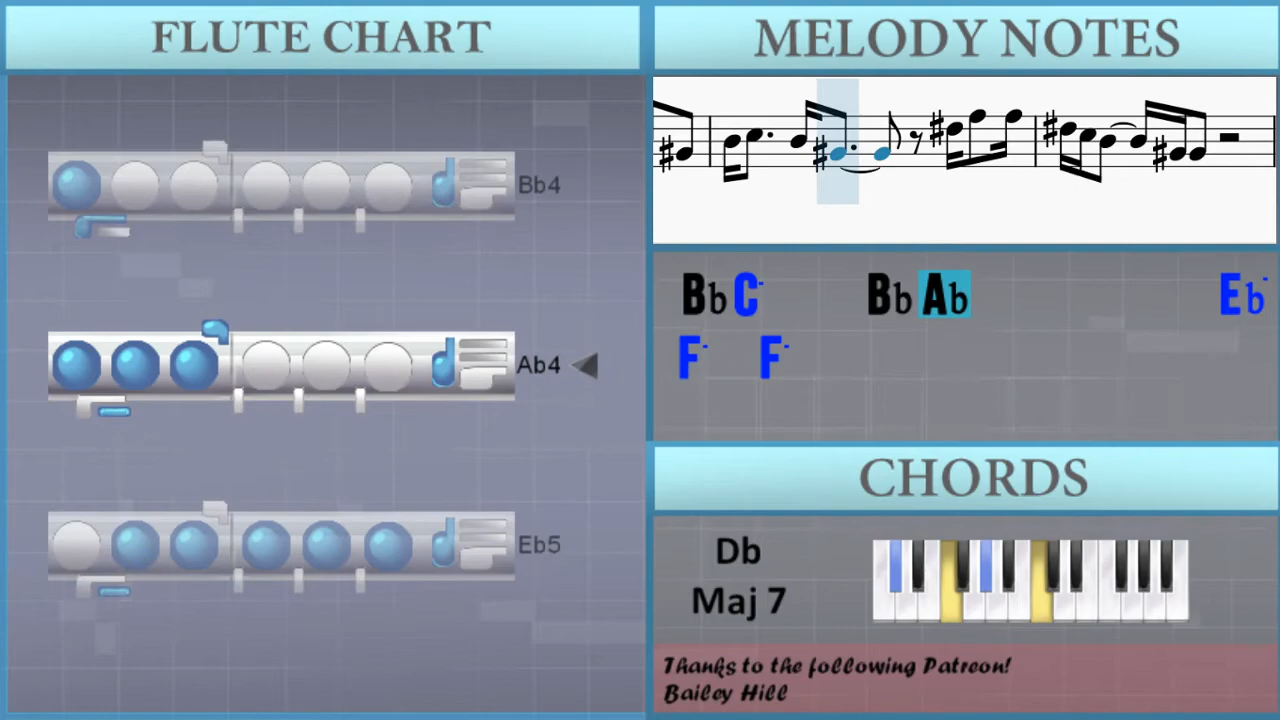 FLUTE CHART
Bb4
Ab4
Eb5
MELODY NOTES
Bb C- Bb Ab Eb-
F- F-
CHORDS
Db
Maj 7
Thanks to the following Patreon!
Bailey Hill